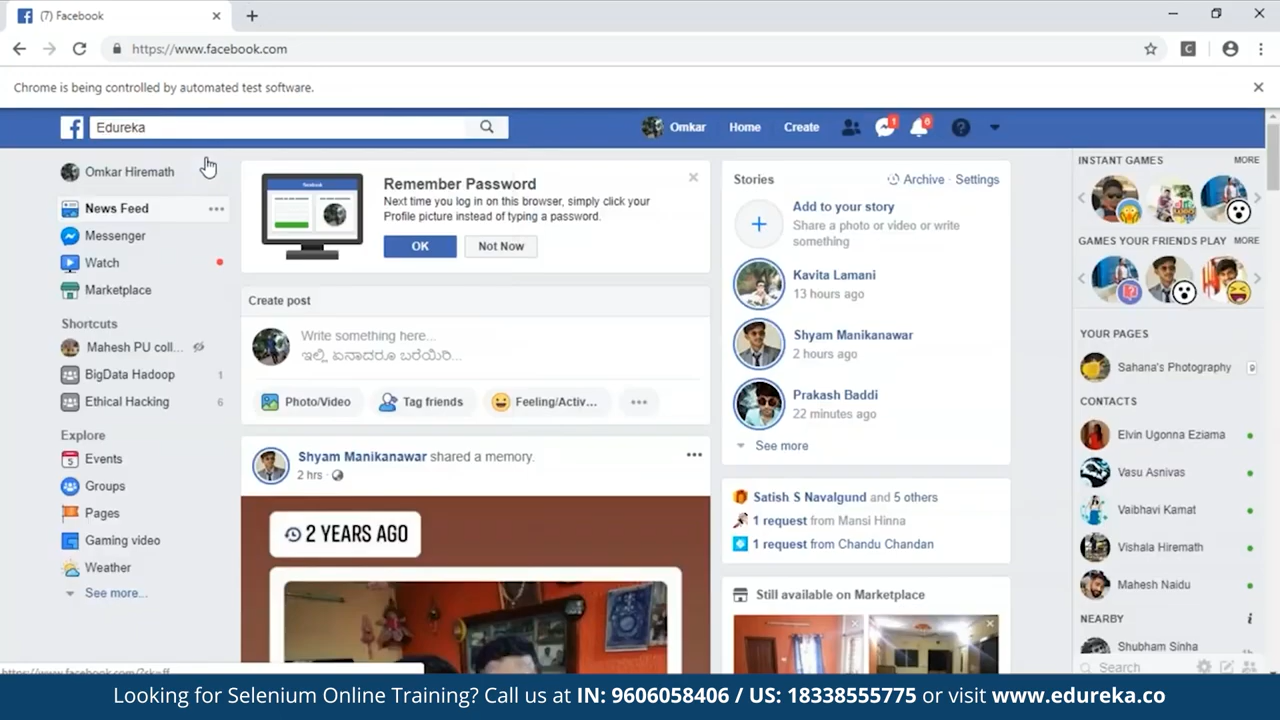 (7) Facebook
https://www.facebook.com
Chrome is being controlled by automated test software.
Edureka
Omkar
Home
Create
1
6
Omkar Hiremath
News Feed
Messenger
Watch
Marketplace
Shortcuts
Mahesh PU coll...
BigData Hadoop 1
Ethical Hacking 6
Explore
5 Events
Groups
Pages
Gaming video
Weather
See more...
Remember Password
Next time you log in on this browser, simply click your
Profile picture instead of typing a password.
OK
Not Now
Create post
Write something here...
ಇಲ್ಲಿ ಏನಾದರೂ ಬರೆಯಿರಿ...
Photo/Video
Tag friends
Feeling/Activ...
Shyam Manikanawar shared a memory.
2 hrs
2 YEARS AGO
Stories
Archive · Settings
Add to your story
Share a photo or video or write
something
Kavita Lamani
13 hours ago
Shyam Manikanawar
2 hours ago
Prakash Baddi
22 minutes ago
See more
Satish S Navalgund and 5 others
1 request from Mansi Hinna
1 request from Chandu Chandan
Still available on Marketplace
INSTANT GAMES MORE
GAMES YOUR FRIENDS PLAY MORE
YOUR PAGES
Sahana's Photography 9
CONTACTS
Elvin Ugonna Eziama
Vasu Asnivas
Vaibhavi Kamat
Vishala Hiremath
Mahesh Naidu
NEARBY
Shubham Sinha
Search
Looking for Selenium Online Training? Call us at IN: 9606058406 / US: 18338555775 or visit www.edureka.co